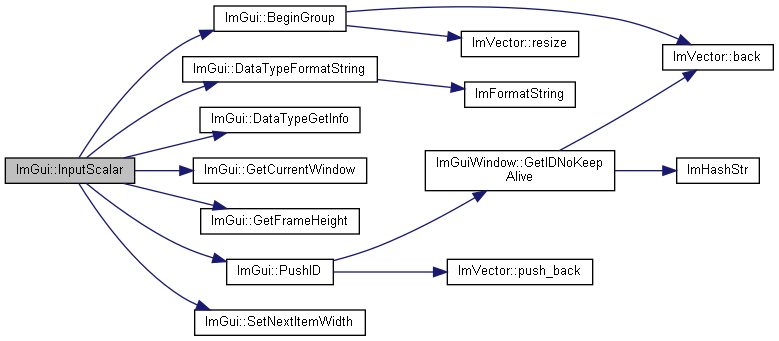 ImGui::BeginGroup
ImVector::resize
ImVector::back
ImGui::DataTypeFormatString
ImFormatString
ImGui::DataTypeGetInfo
ImGui::InputScalar
ImGui::GetCurrentWindow
ImGuiWindow::GetIDNoKeep
Alive
ImHashStr
ImGui::GetFrameHeight
ImGui::PushID
ImVector::push_back
ImGui::SetNextItemWidth